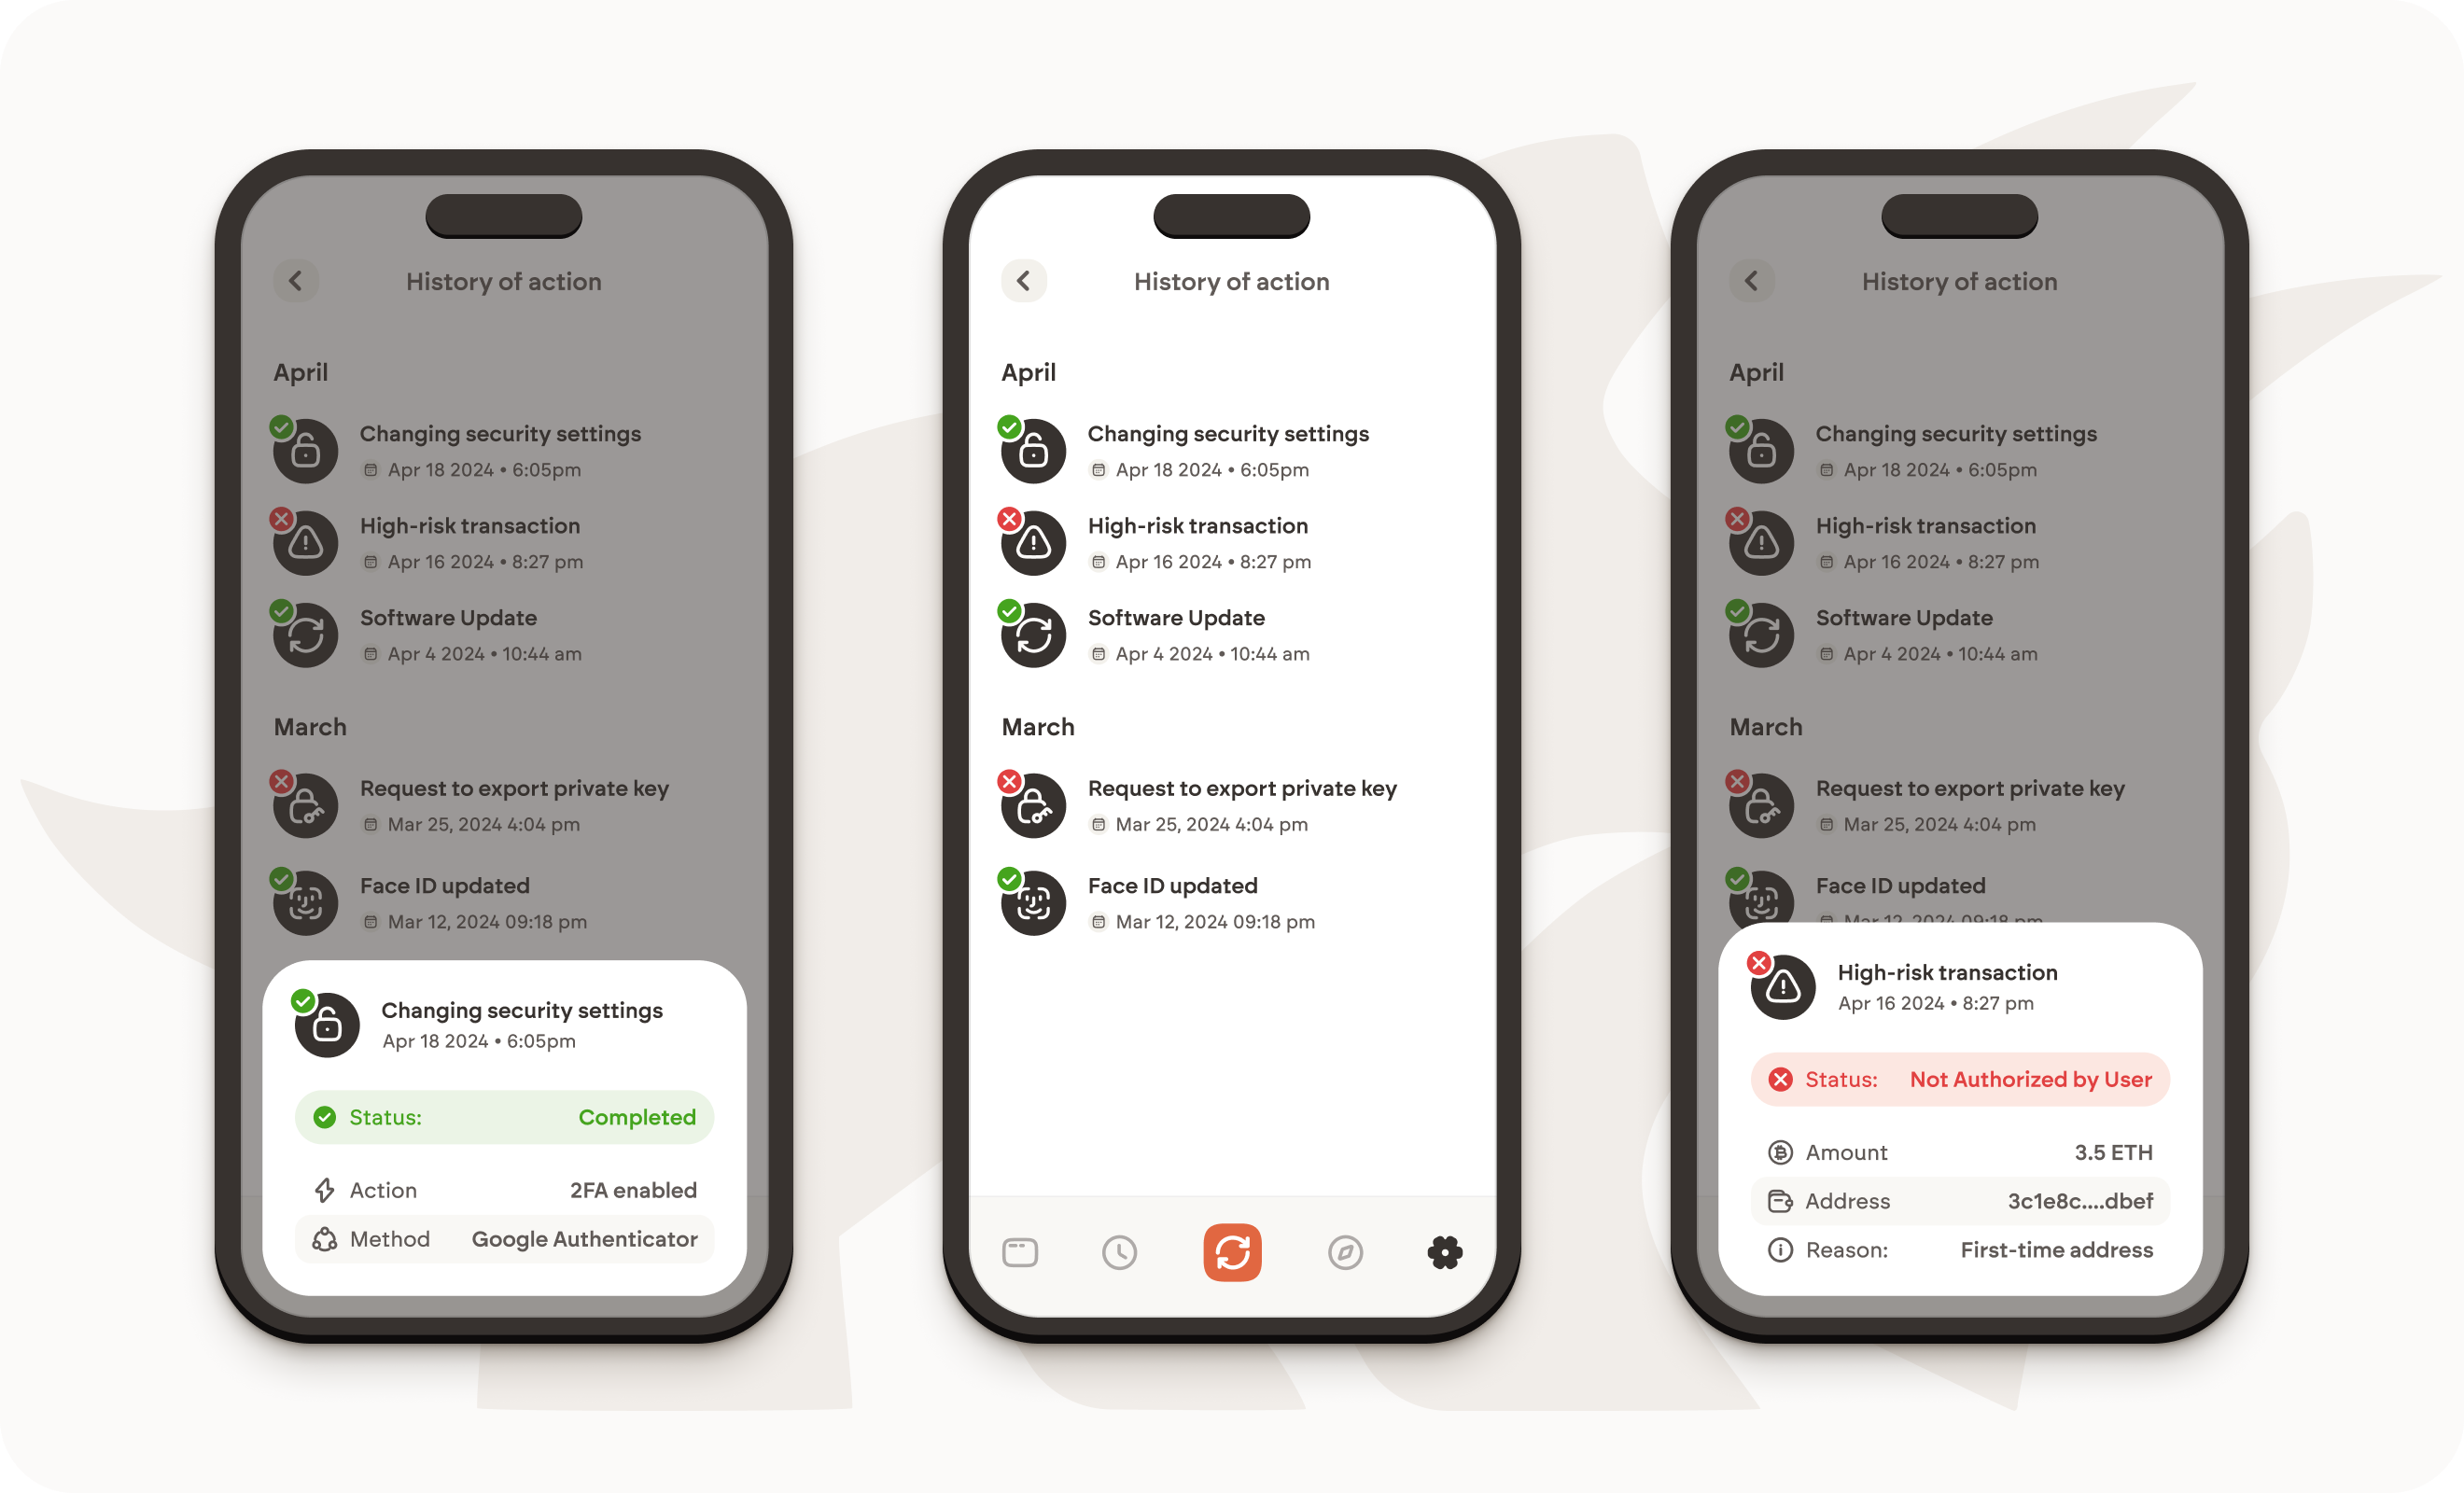 History of action
April
Changing security settings
Apr 18 2024 • 6:05pm
High-risk transaction
Apr 16 2024 • 8:27 pm
Software Update
Apr 4 2024 • 10:44 am
March
Request to export private key
Mar 25, 2024 4:04 pm
Face ID updated
Mar 12, 2024 09:18 pm
Changing security settings
Apr 18 2024 • 6:05pm
Status: Completed
Action 2FA enabled
Method Google Authenticator
History of action
April
Changing security settings
Apr 18 2024 • 6:05pm
High-risk transaction
Apr 16 2024 • 8:27 pm
Software Update
Apr 4 2024 • 10:44 am
March
Request to export private key
Mar 25, 2024 4:04 pm
Face ID updated
Mar 12, 2024 09:18 pm
History of action
April
Changing security settings
Apr 18 2024 • 6:05pm
High-risk transaction
Apr 16 2024 • 8:27 pm
Software Update
Apr 4 2024 • 10:44 am
March
Request to export private key
Mar 25, 2024 4:04 pm
Face ID updated
Mar 12, 2024 09:18 pm
High-risk transaction
Apr 16 2024 • 8:27 pm
Status: Not Authorized by User
Amount 3.5 ETH
Address 3c1e8c....dbef
Reason: First-time address